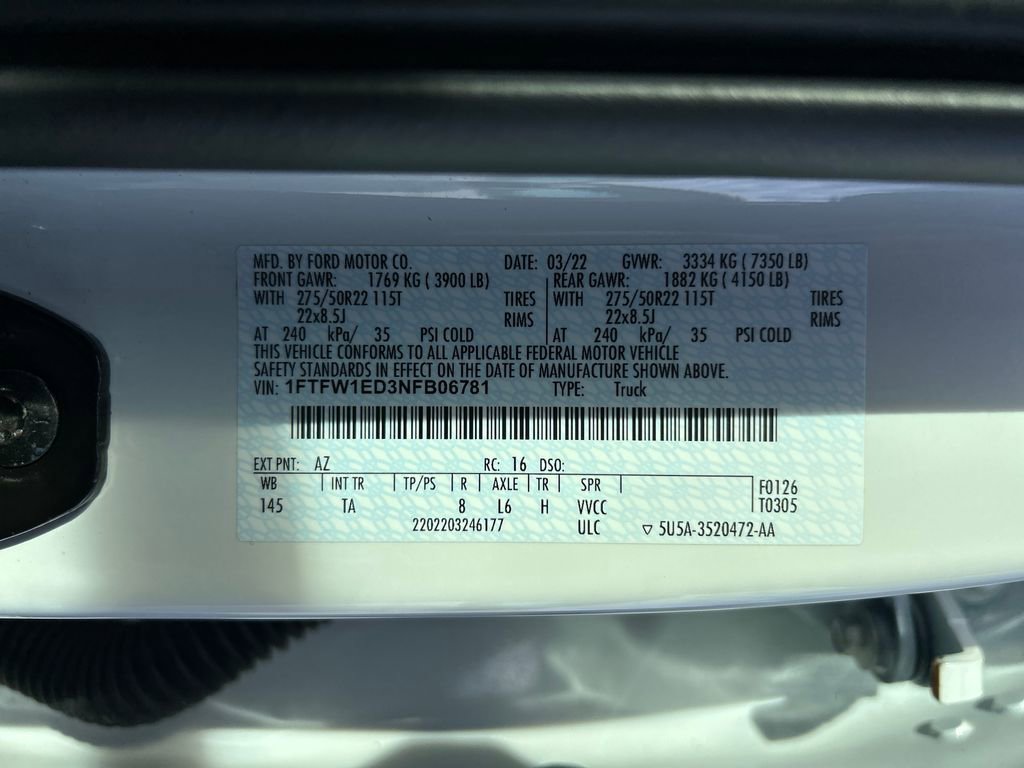 MFD. BY FORD MOTOR CO. DATE: 03/22 GVWR: 3334 KG ( 7350 LB)
FRONT GAWR: 1769 KG ( 3900 LB) REAR GAWR: 1882 KG ( 4150 LB)
WITH 275/50R22 115T TIRES WITH 275/50R22 115T TIRES
22x8.5J RIMS 22x8.5J RIMS
AT 240 kPa/ 35 PSI COLD AT 240 kPa/ 35 PSI COLD
THIS VEHICLE CONFORMS TO ALL APPLICABLE FEDERAL MOTOR VEHICLE
SAFETY STANDARDS IN EFFECT ON THE DATE OF MANUFACTURE SHOWN ABOVE.
VIN: 1FTFW1ED3NFB06781 TYPE: Truck
EXT PNT: AZ RC: 16 DSO:
WB INT TR TP/PS R AXLE TR SPR F0126
145 TA 8 L6 H VVCC T0305
2202203246177 ULC ▽ 5U5A-3520472-AA